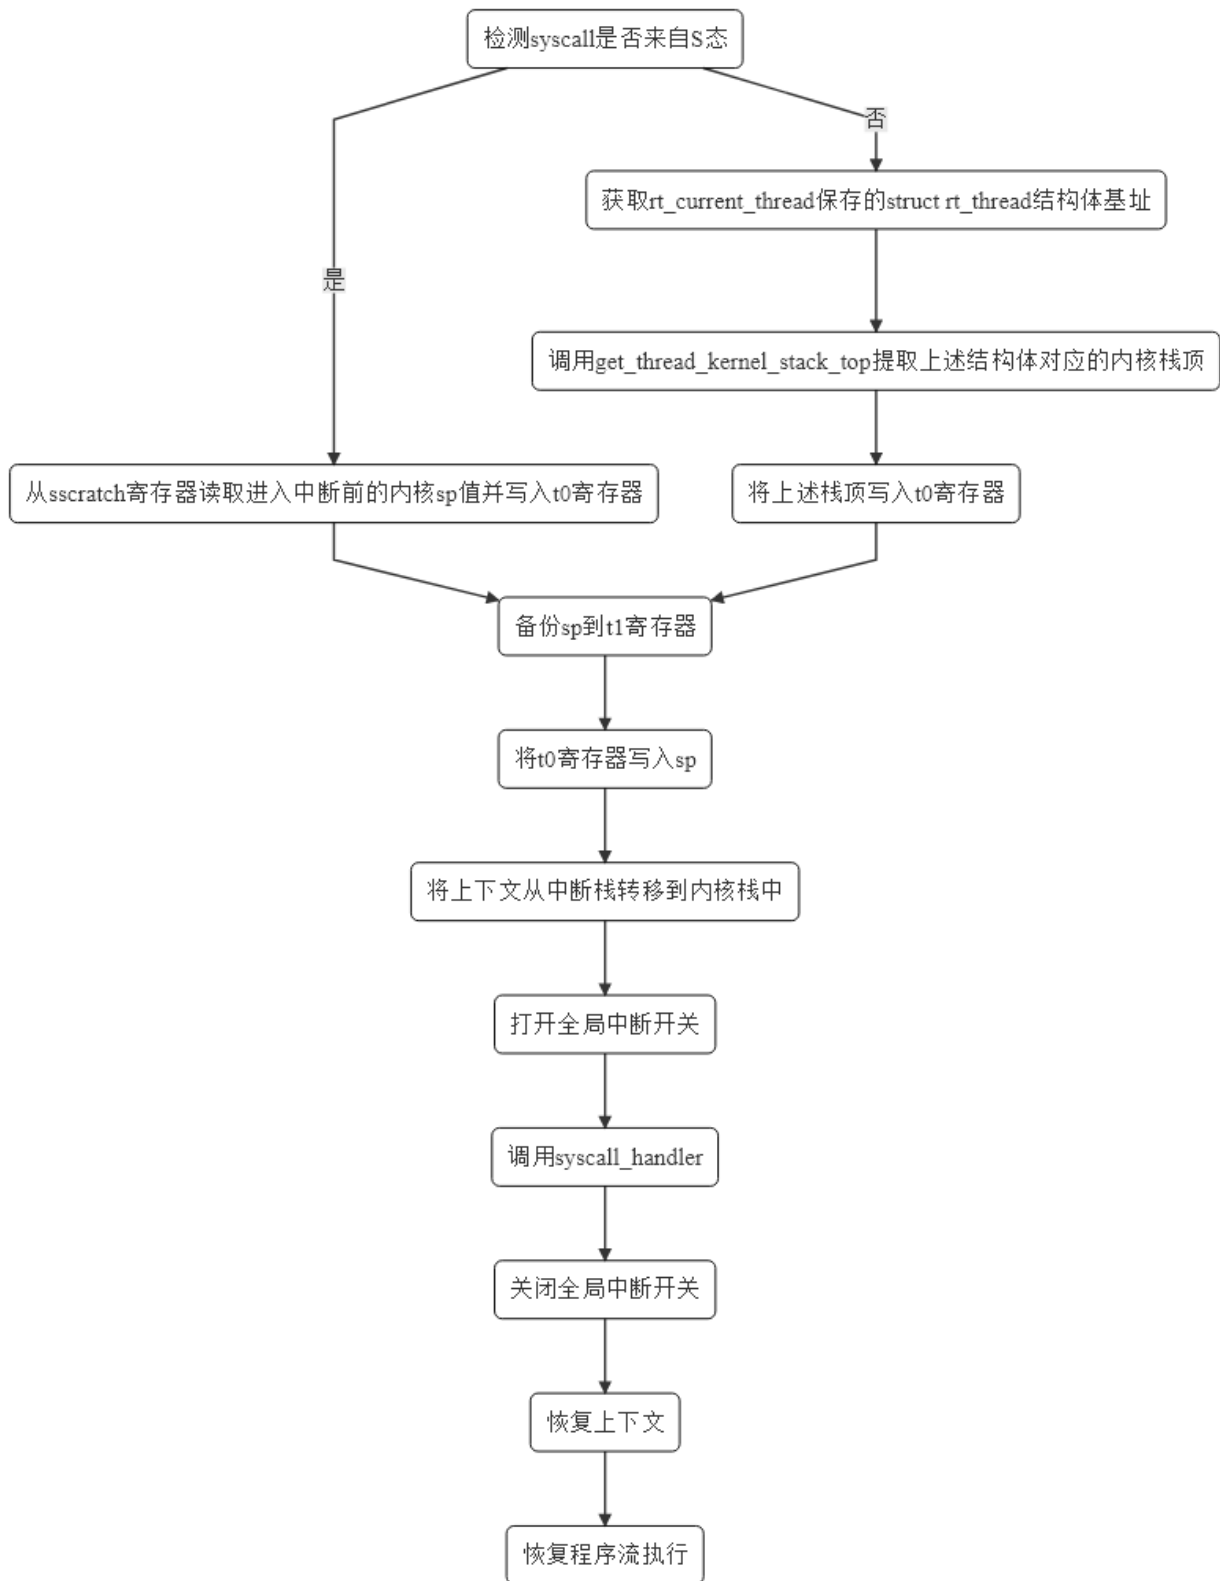 检测syscall是否来自S态
否
获取rt_current_thread保存的struct rt_thread结构体基址
是
调用get_thread_kernel_stack_top提取上述结构体对应的内核栈顶
从sscratch寄存器读取进入中断前的内核sp值并写入t0寄存器
将上述栈顶写入t0寄存器
备份sp到t1寄存器
将t0寄存器写入sp
将上下文从中断栈转移到内核栈中
打开全局中断开关
调用syscall_handler
关闭全局中断开关
恢复上下文
恢复程序流执行